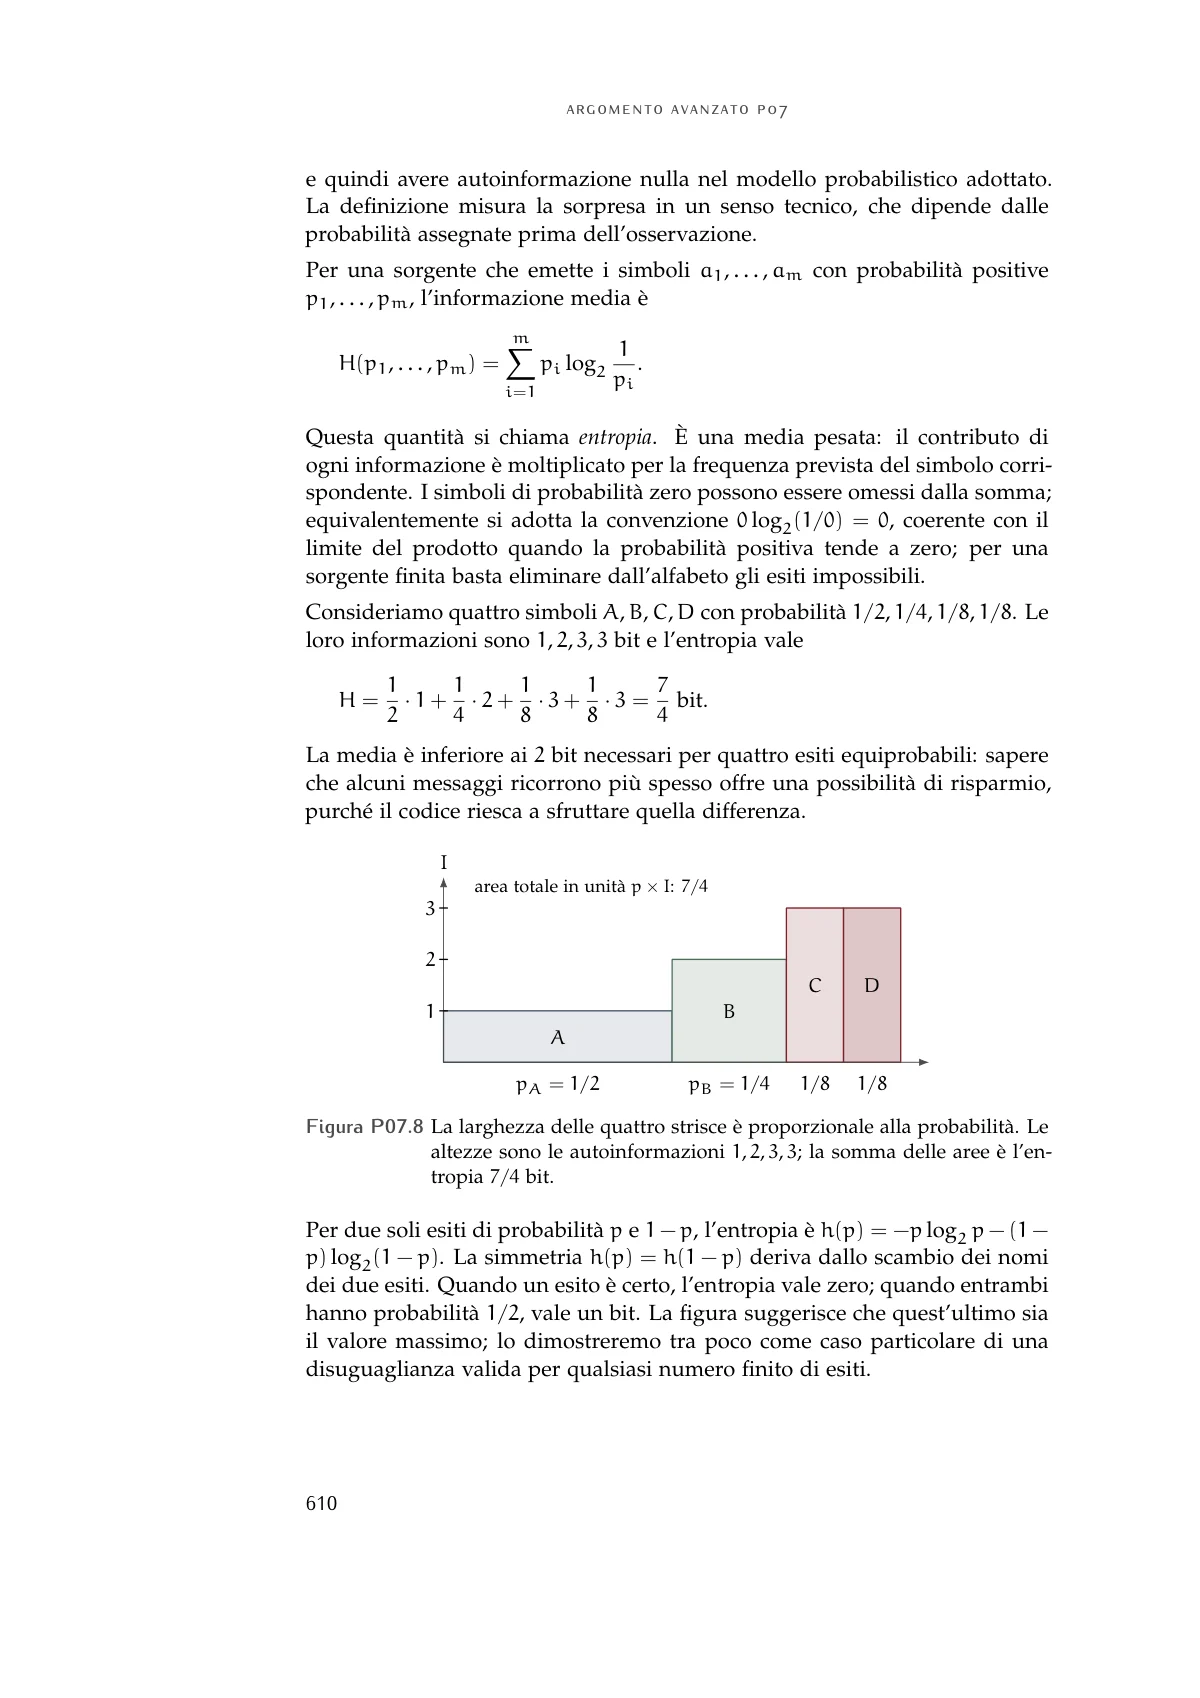 ARGOMENTO AVANZATO P07
e quindi avere autoinformazione nulla nel modello probabilistico adottato.
La definizione misura la sorpresa in un senso tecnico, che dipende dalle
probabilità assegnate prima dell'osservazione.
Per una sorgente che emette i simboli a₁, . . . , aₘ con probabilità positive
p₁, . . . , pₘ, l'informazione media è
H(p₁, . . . , pₘ) = ∑_{i=1}^{m} pᵢ log₂ 1/pᵢ.
Questa quantità si chiama entropia. È una media pesata: il contributo di
ogni informazione è moltiplicato per la frequenza prevista del simbolo corri-
spondente. I simboli di probabilità zero possono essere omessi dalla somma;
equivalentemente si adotta la convenzione 0 log₂(1/0) = 0, coerente con il
limite del prodotto quando la probabilità positiva tende a zero; per una
sorgente finita basta eliminare dall'alfabeto gli esiti impossibili.
Consideriamo quattro simboli A, B, C, D con probabilità 1/2, 1/4, 1/8, 1/8. Le
loro informazioni sono 1, 2, 3, 3 bit e l'entropia vale
H = 1/2 · 1 + 1/4 · 2 + 1/8 · 3 + 1/8 · 3 = 7/4 bit.
La media è inferiore ai 2 bit necessari per quattro esiti equiprobabili: sapere
che alcuni messaggi ricorrono più spesso offre una possibilità di risparmio,
purché il codice riesca a sfruttare quella differenza.
I
area totale in unità p × I: 7/4
3
2
1
A
B
C
D
p_A = 1/2
p_B = 1/4
1/8
1/8
Figura P07.8 La larghezza delle quattro strisce è proporzionale alla probabilità. Le
altezze sono le autoinformazioni 1, 2, 3, 3; la somma delle aree è l'en-
tropia 7/4 bit.
Per due soli esiti di probabilità p e 1 − p, l'entropia è h(p) = −p log₂ p − (1 −
p) log₂(1 − p). La simmetria h(p) = h(1 − p) deriva dallo scambio dei nomi
dei due esiti. Quando un esito è certo, l'entropia vale zero; quando entrambi
hanno probabilità 1/2, vale un bit. La figura suggerisce che quest'ultimo sia
il valore massimo; lo dimostreremo tra poco come caso particolare di una
disuguaglianza valida per qualsiasi numero finito di esiti.
610